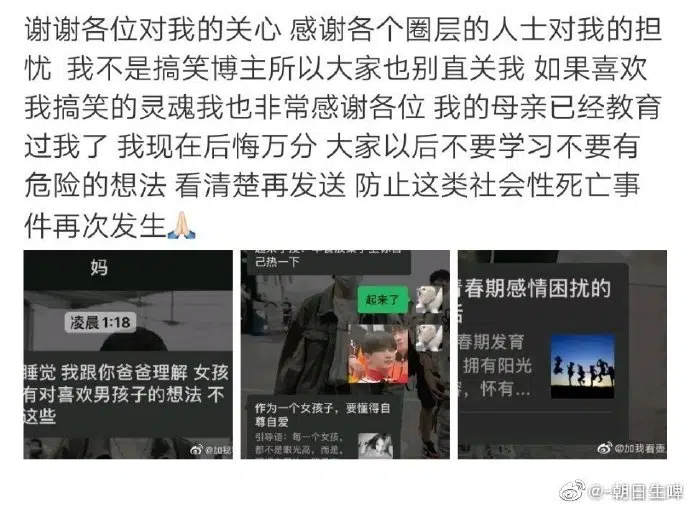 谢谢各位对我的关心 感谢各个圈层的人士对我的担
忧 我不是搞笑博主所以大家也别直关我 如果喜欢
我搞笑的灵魂我也非常感谢各位 我的母亲已经教育
过我了 我现在后悔万分 大家以后不要学习不要有
危险的想法 看清楚再发送 防止这类社会性死亡事
件再次发生🙏🏻
妈
凌晨1:18
睡觉 我跟你爸爸理解 女孩
有对喜欢男孩子的想法 不
这些
己热一下
起来了
作为一个女孩子，要懂得自
尊自爱
引导语：每一个女孩，
都不是眼光高，而是，
春期感情困扰的
春期发育
拥有阳光
，怀有...
@加我
@加我看壶
@-朝日生啤